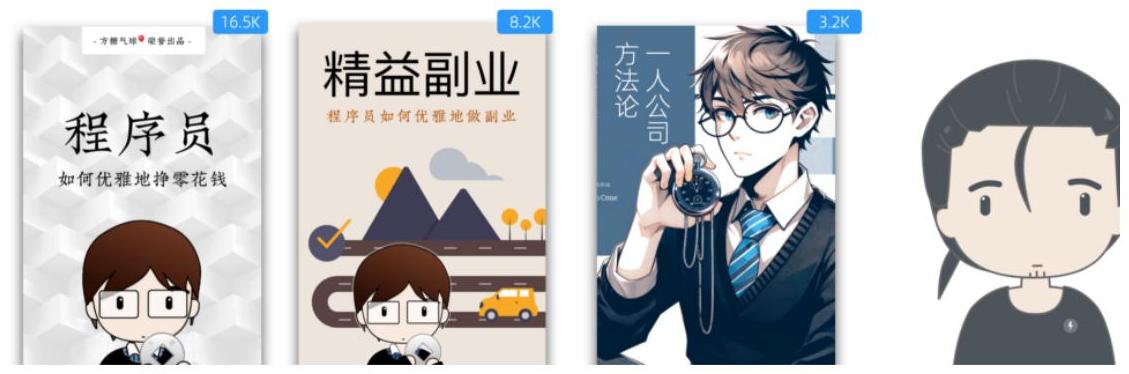 16.5K
- 方糖气球 荣誉出品 -
程序员
如何优雅地挣零花钱
8.2K
精益副业
程序员如何优雅地做副业
3.2K
一人公司
方法论